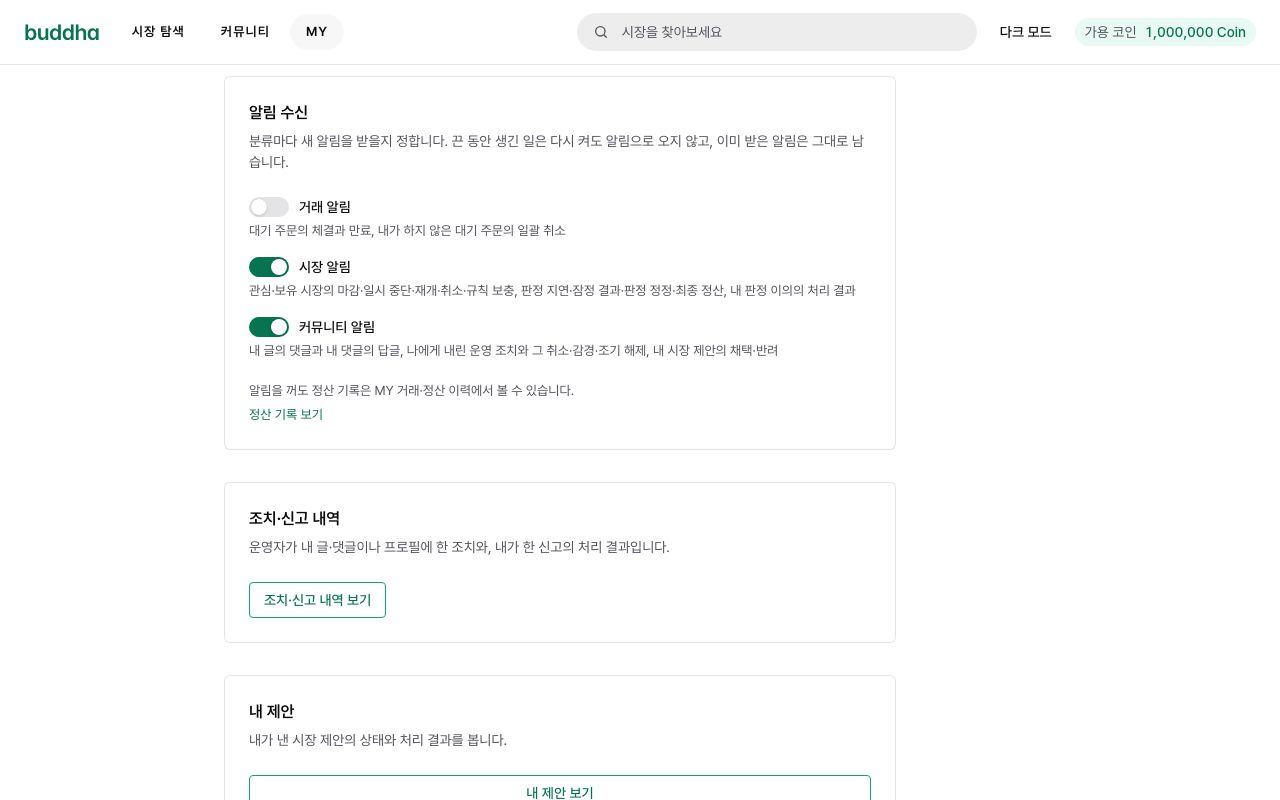 buddha
시장 탐색
커뮤니티
MY
시장을 찾아보세요
다크 모드
가용 코인 1,000,000 Coin
알림 수신
분류마다 새 알림을 받을지 정합니다. 끈 동안 생긴 일은 다시 켜도 알림으로 오지 않고, 이미 받은 알림은 그대로 남
습니다.
거래 알림
대기 주문의 체결과 만료, 내가 하지 않은 대기 주문의 일괄 취소
시장 알림
관심·보유 시장의 마감·일시 중단·재개·취소·규칙 보충, 판정 지연·잠정 결과·판정 정정·최종 정산, 내 판정 이의의 처리 결과
커뮤니티 알림
내 글의 댓글과 내 댓글의 답글, 나에게 내린 운영 조치와 그 취소·감경·조기 해제, 내 시장 제안의 채택·반려
알림을 꺼도 정산 기록은 MY 거래·정산 이력에서 볼 수 있습니다.
정산 기록 보기
조치·신고 내역
운영자가 내 글·댓글이나 프로필에 한 조치와, 내가 한 신고의 처리 결과입니다.
조치·신고 내역 보기
내 제안
내가 낸 시장 제안의 상태와 처리 결과를 봅니다.
내 제안 보기